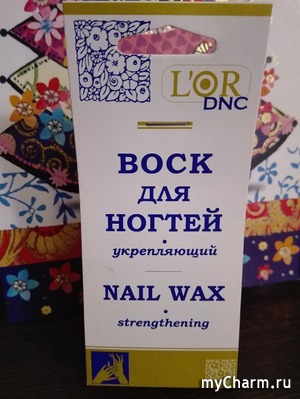 L'OR
DNC
ВОСК
ДЛЯ
НОГТЕЙ
укрепляющий
NAIL WAX
strengthening
myCharm.ru